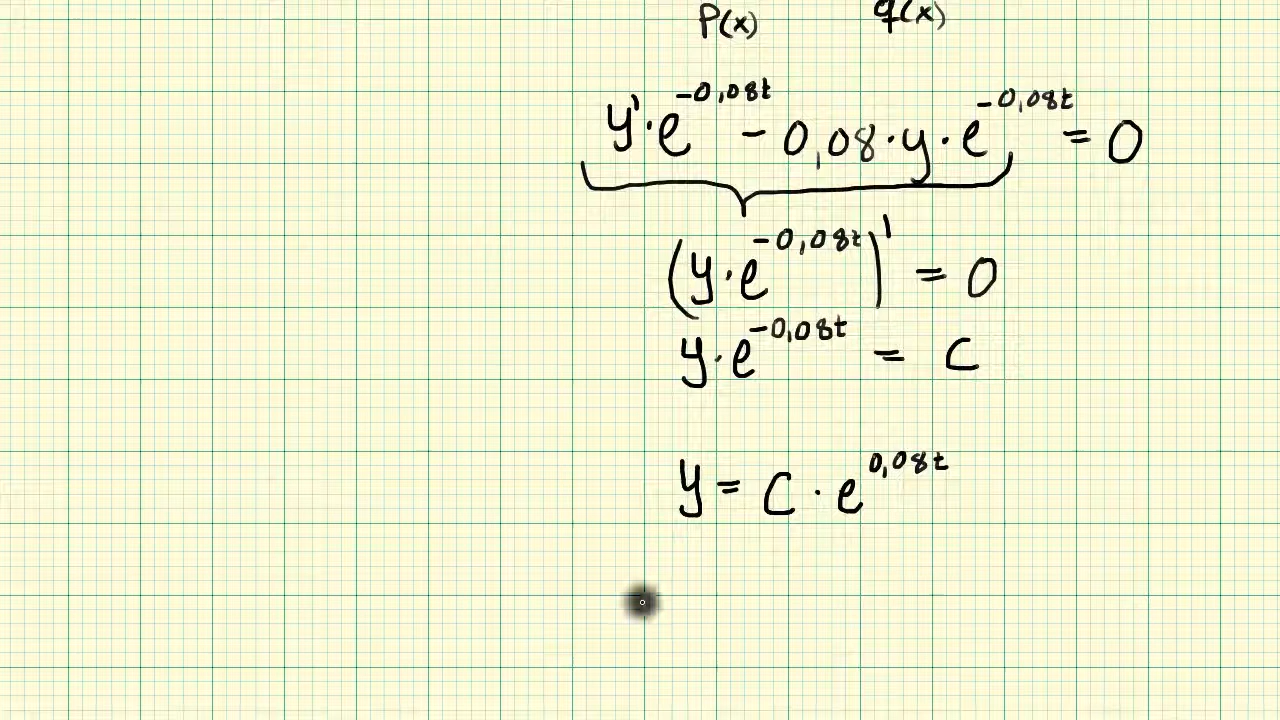 P(x) q(x)
y'·e^{-0,08t} - 0,08·y·e^{-0,08t} = 0
(y·e^{-0,08t})' = 0
y·e^{-0,08t} = C
y = C·e^{0,08t}